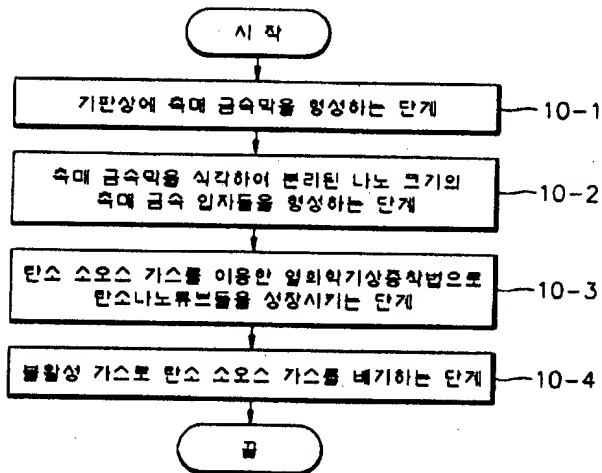 시 작
기판상에 촉매 금속막을 형성하는 단계
10-1
촉매 금속막을 식각하여 분리된 나노 크기의
촉매 금속 입자들을 형성하는 단계
10-2
탄소 소오스 가스를 이용한 열화학기상증착법으로
탄소나노튜브들을 성장시키는 단계
10-3
불활성 가스로 탄소 소오스 가스를 배기하는 단계
10-4
끝